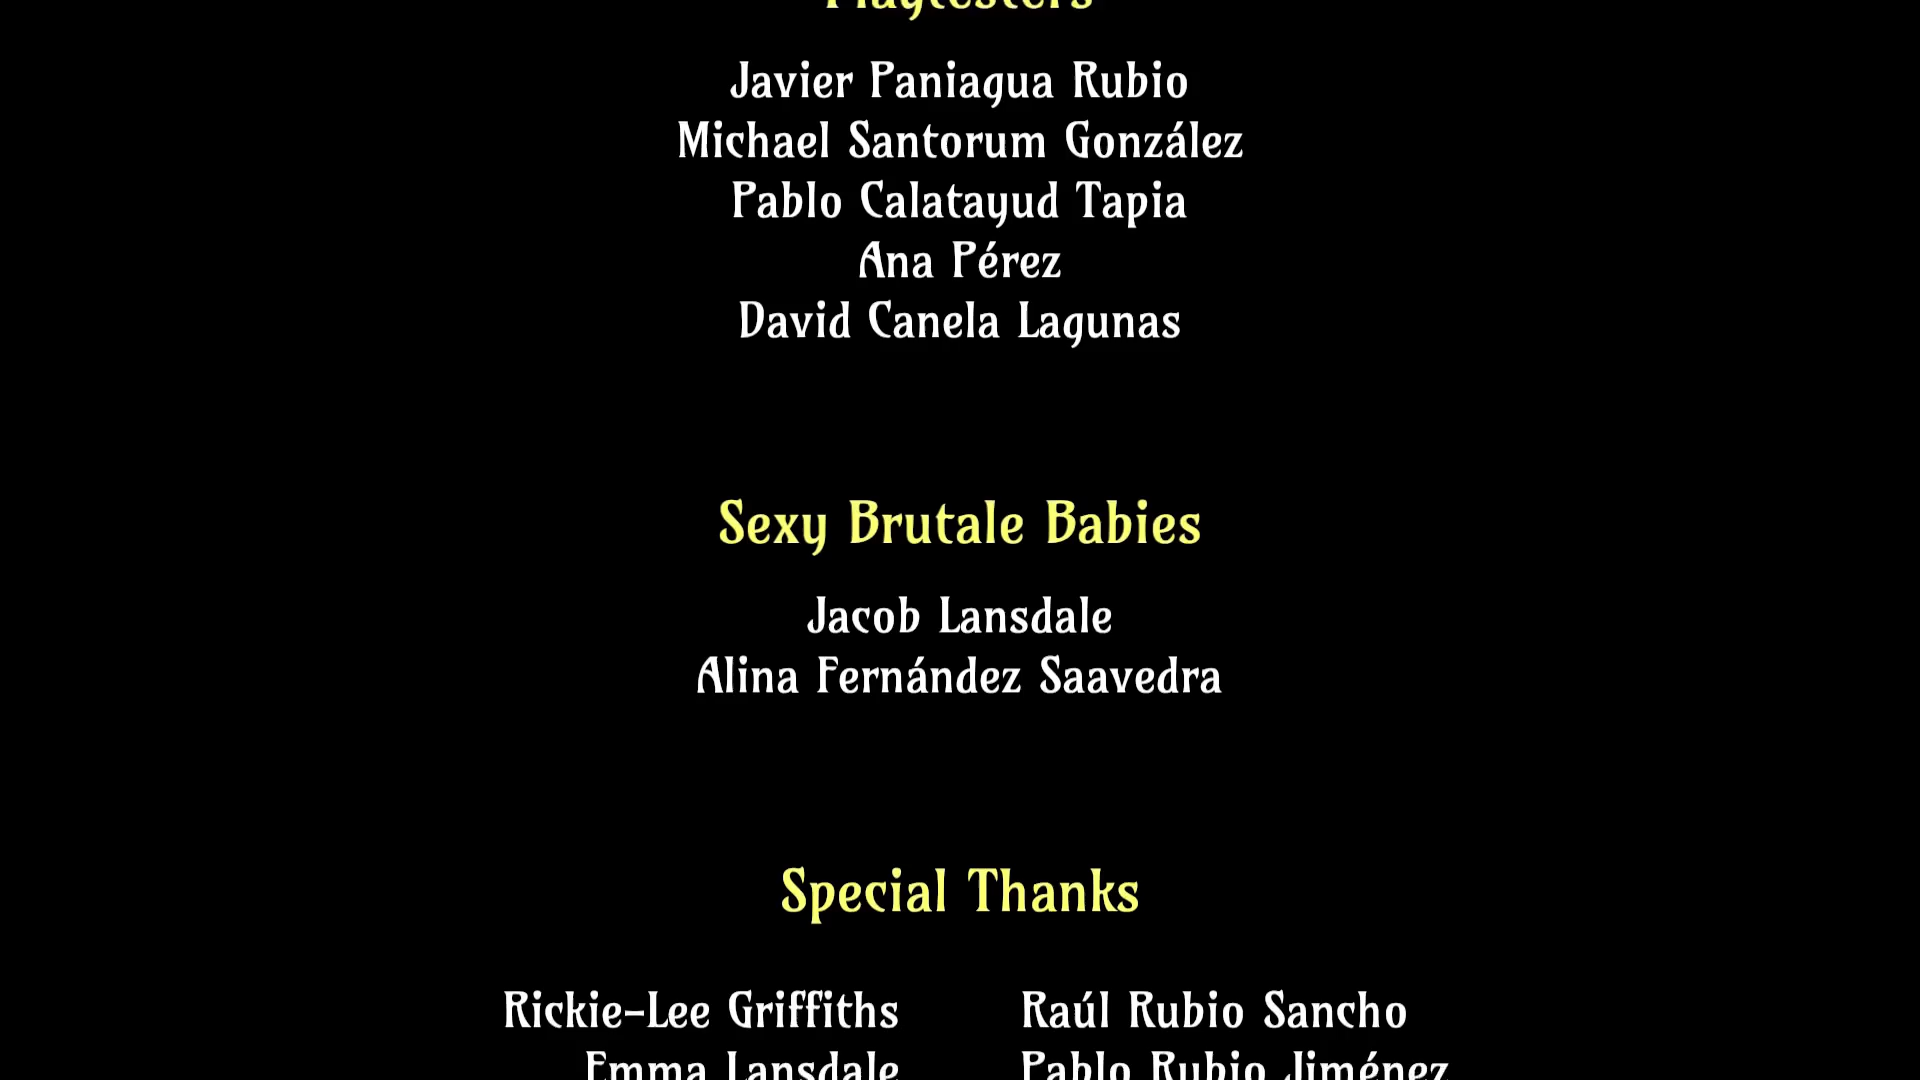 Playtesters
Javier Paniagua Rubio
Michael Santorum González
Pablo Calatayud Tapia
Ana Pérez
David Canela Lagunas
Sexy Brutale Babies
Jacob Lansdale
Alina Fernández Saavedra
Special Thanks
Rickie-Lee Griffiths Raúl Rubio Sancho
Emma Lansdale Pablo Rubio Jiménez